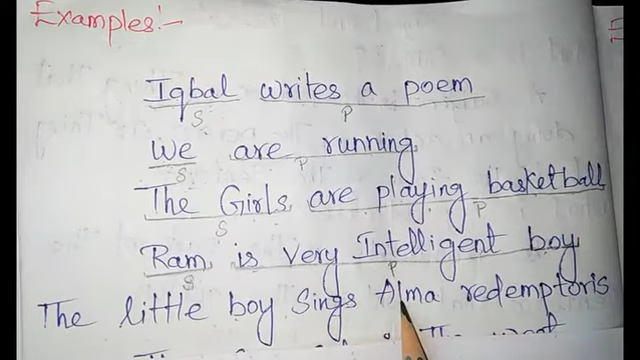 Examples:-
Iqbal writes a poem
S P
We are running
S P
The Girls are playing basketball
S P
Ram is very Intelligent boy
S P
The little boy Sings Alma redemptoris